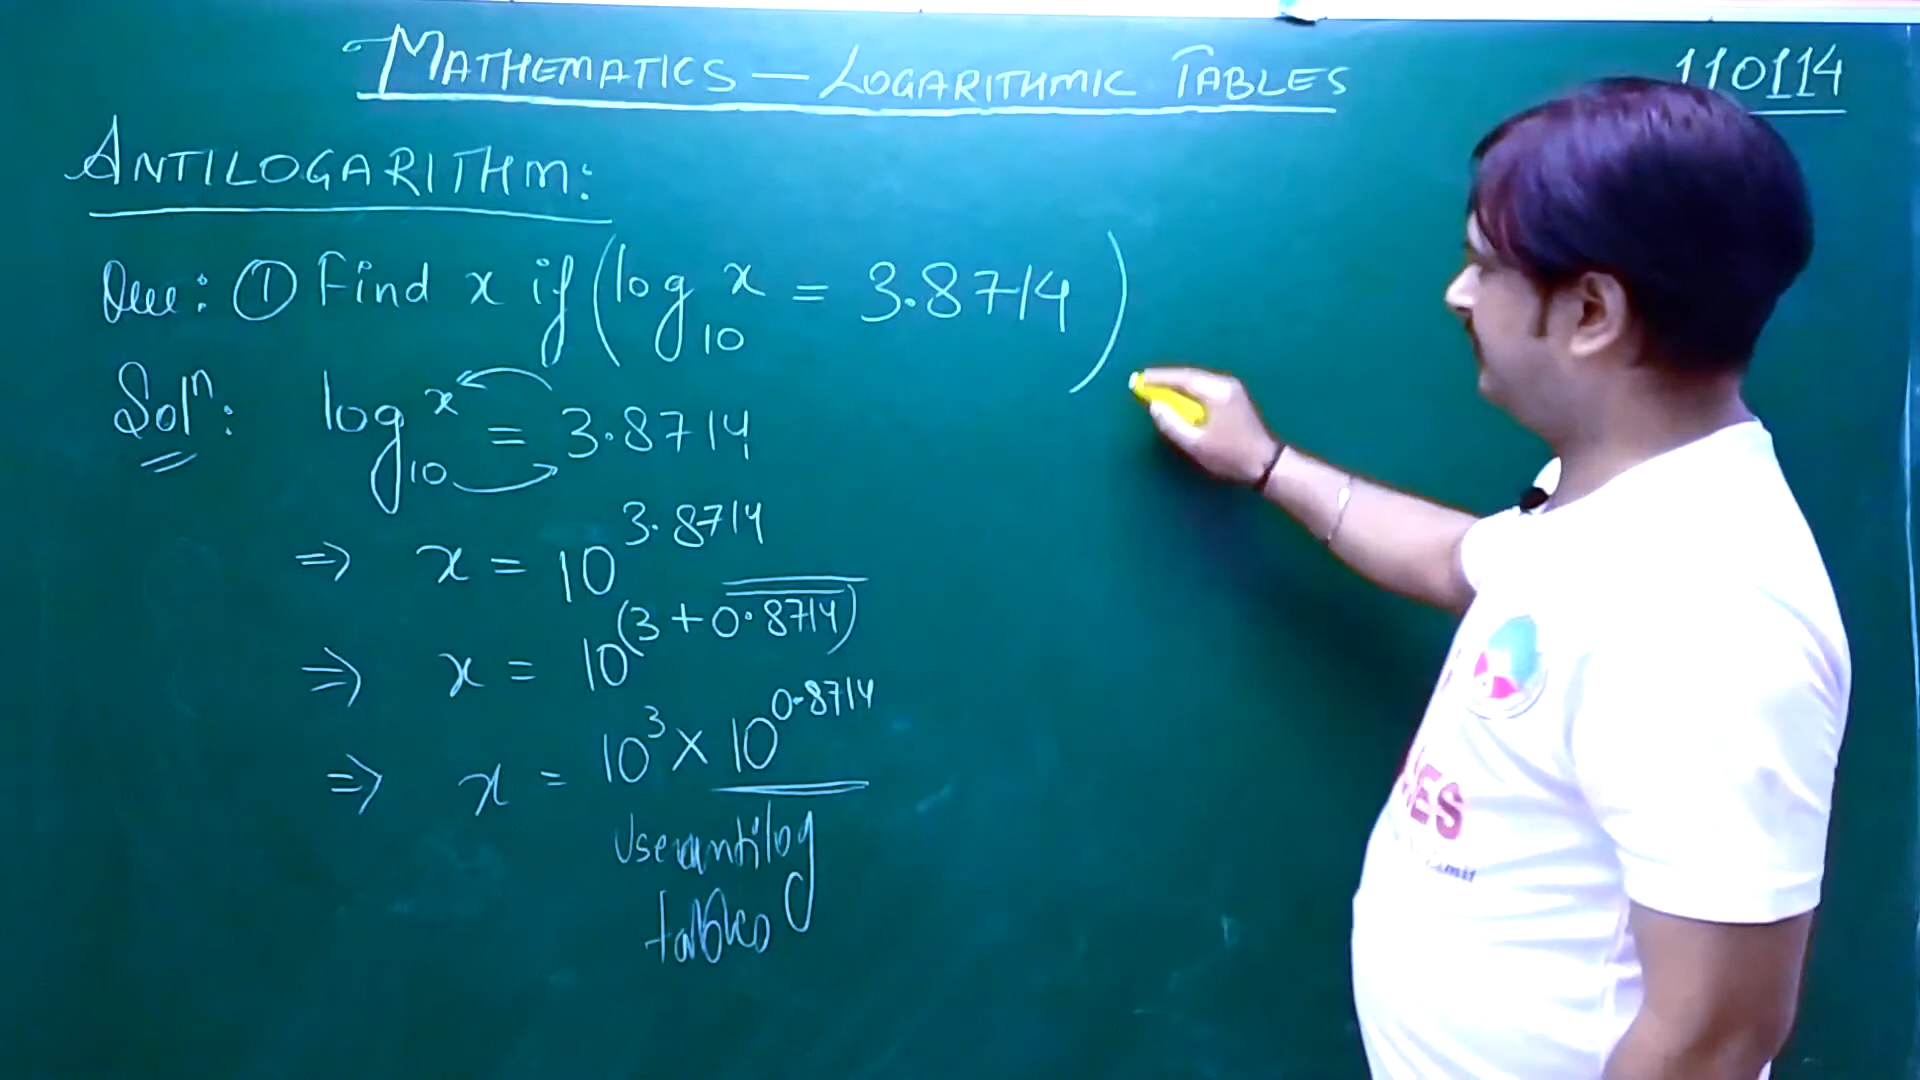 MATHEMATICS — LOGARITHMIC TABLES
110114
ANTILOGARITHM:
Que: ① Find x if (log₁₀ x = 3.8714)
Solⁿ: log₁₀ x = 3.8714
⇒ x = 10^3.8714
⇒ x = 10^(3 + 0.8714)
⇒ x = 10^3 × 10^0.8714
Use antilog
tables